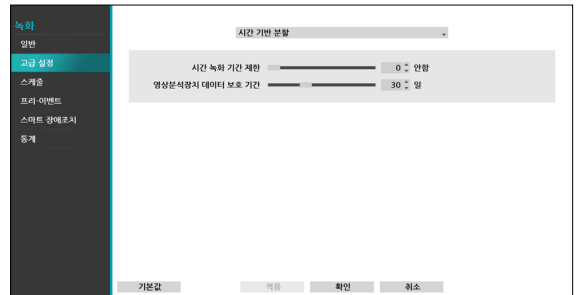 녹화
일반
고급 설정
스케줄
프리-이벤트
스마트 장애조치
통계
시간 기반 분할
시간 녹화 기간 제한 0 안함
영상분석장치 데이터 보호 기간 30 일
기본값 적용 확인 취소